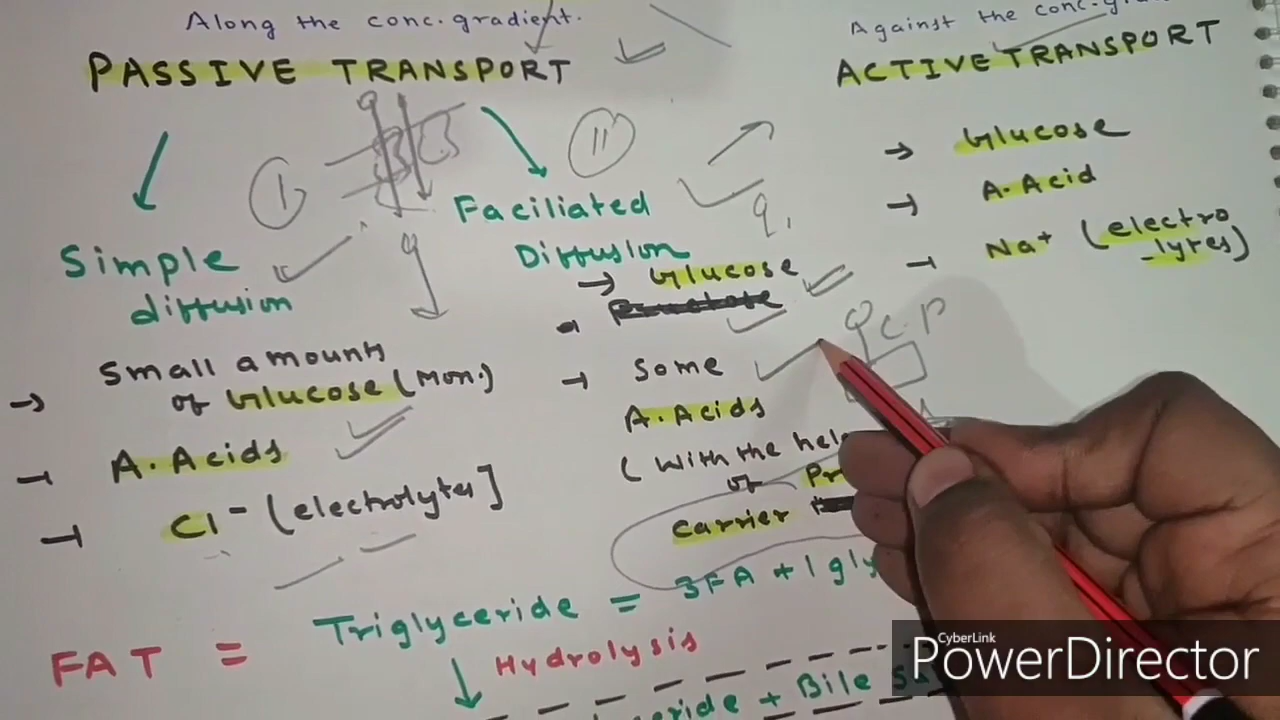 Along the conc. gradient.
PASSIVE TRANSPORT
I
II
Simple
diffusion
Small amount
of Glucose (Mon.)
A. Acids
Cl- (electrolytes]
Faciliated
Diffusion
Glucose
Some
A. Acids
(With the
of
Carrier
C.P
Against the conc.
ACTIVE TRANSPORT
Glucose
A. Acid
Na+ (electro
-lytes)
FAT = Triglyceride = 3FA + 1
Hydrolysis
+ Bile
CyberLink
PowerDirector